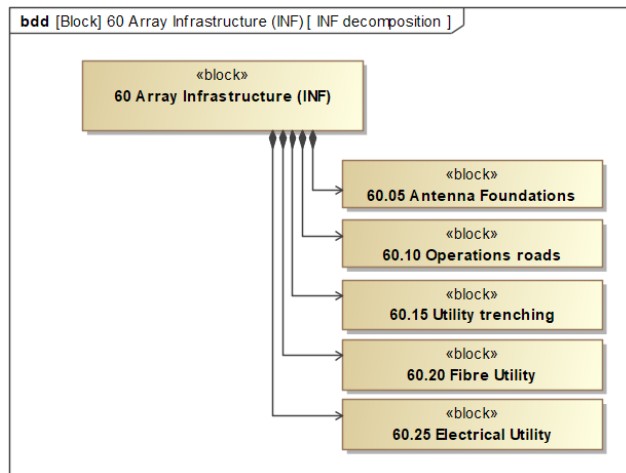 bdd [Block] 60 Array Infrastructure (INF) [ INF decomposition ]
«block»
60 Array Infrastructure (INF)
«block»
60.05 Antenna Foundations
«block»
60.10 Operations roads
«block»
60.15 Utility trenching
«block»
60.20 Fibre Utility
«block»
60.25 Electrical Utility